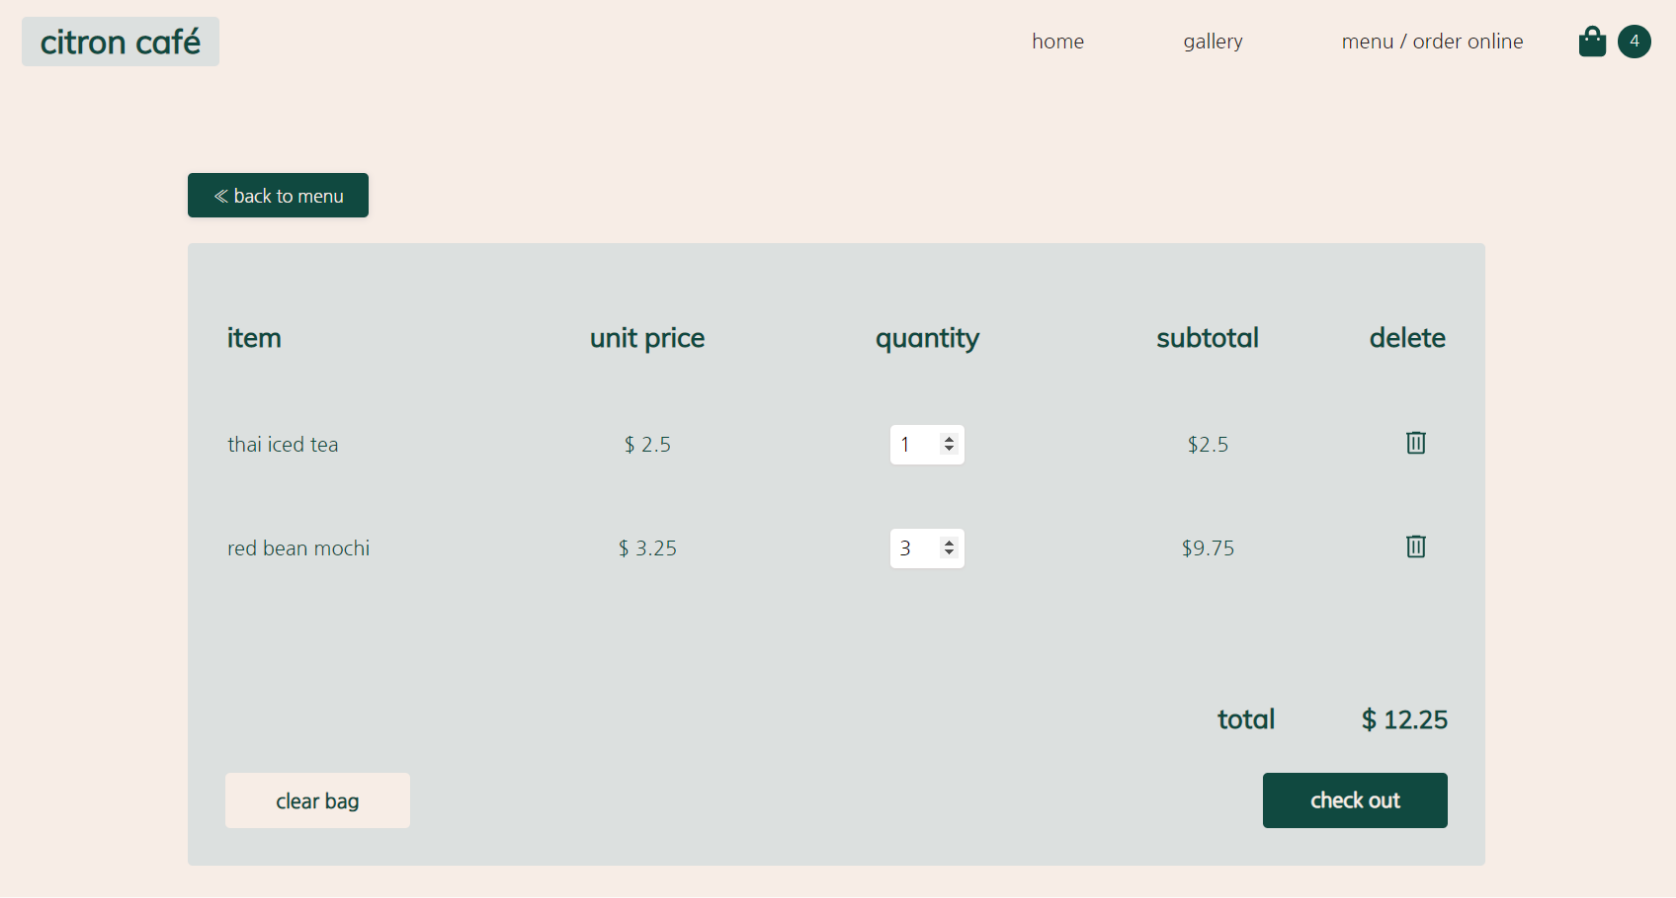 citron café
home gallery menu / order online 4
≪ back to menu
item unit price quantity subtotal delete
thai iced tea $ 2.5 1 $2.5
red bean mochi $ 3.25 3 $9.75
total $ 12.25
clear bag check out